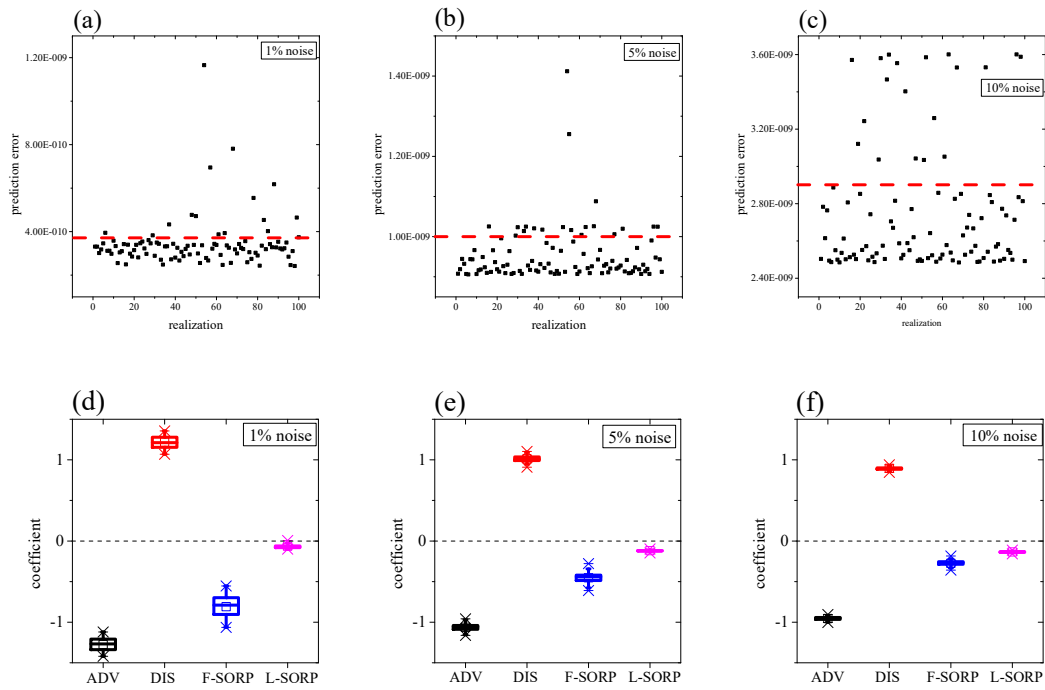 (a)
1% noise
1.20E-009
8.00E-010
4.00E-010
prediction error
0 20 40 60 80 100
realization
(b)
5% noise
1.40E-009
1.20E-009
1.00E-009
prediction error
0 20 40 60 80 100
realization
(c)
10% noise
3.60E-009
3.20E-009
2.80E-009
2.40E-009
prediction error
0 20 40 60 80 100
realization
(d)
1% noise
1
0
-1
coefficient
ADV DIS F-SORP L-SORP
(e)
5% noise
1
0
-1
coefficient
ADV DIS F-SORP L-SORP
(f)
10% noise
1
0
-1
coefficient
ADV DIS F-SORP L-SORP